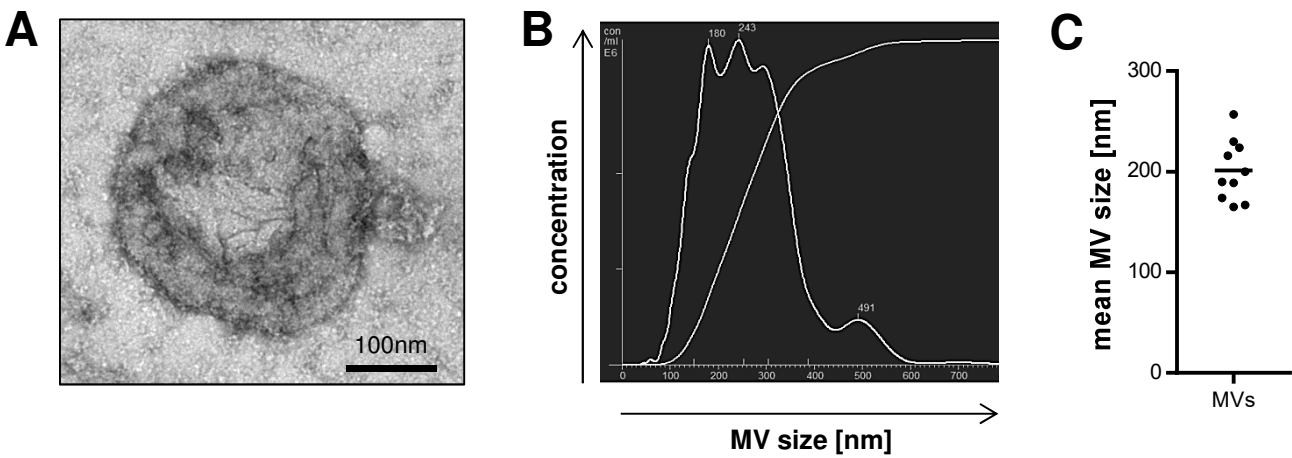 A
100nm
B
concentration
con
/ml
E6
180
243
491
0 100 200 300 400 500 600 700
MV size [nm]
C
mean MV size [nm]
300
200
100
0
MVs